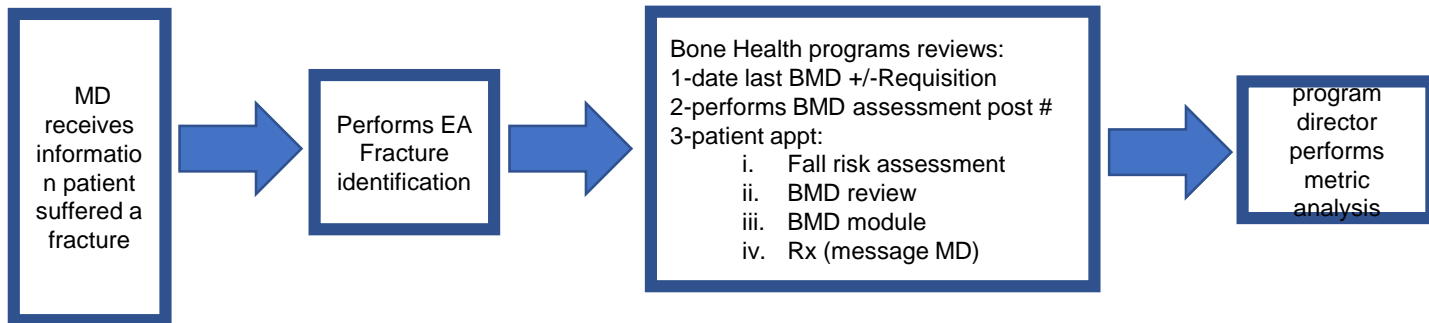 MD
receives
informatio
n patient
suffered a
fracture
Performs EA
Fracture
identification
Bone Health programs reviews:
1-date last BMD +/-Requisition
2-performs BMD assessment post #
3-patient appt:
i. Fall risk assessment
ii. BMD review
iii. BMD module
iv. Rx (message MD)
program
director
performs
metric
analysis